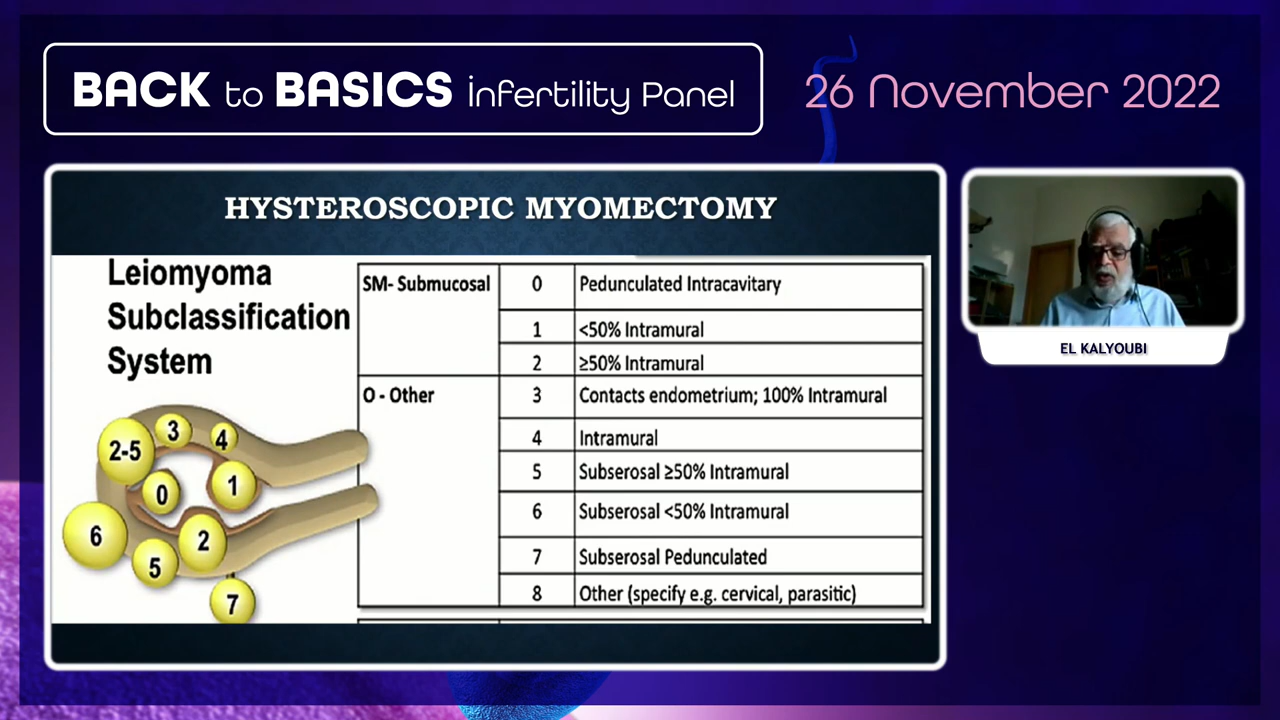 BACK to BASICS infertility Panel
26 November 2022
HYSTEROSCOPIC MYOMECTOMY
Leiomyoma
Subclassification
System
SM- Submucosal 0 Pedunculated Intracavitary
1 <50% Intramural
2 ≥50% Intramural
O - Other 3 Contacts endometrium; 100% Intramural
4 Intramural
5 Subserosal ≥50% Intramural
6 Subserosal <50% Intramural
7 Subserosal Pedunculated
8 Other (specify e.g. cervical, parasitic)
3
4
2-5
0
1
6
2
5
7
EL KALYOUBI